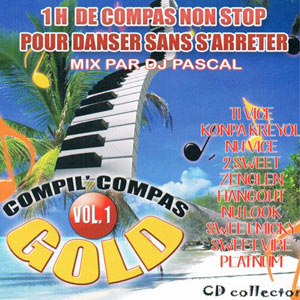 1 H DE COMPAS NON STOP
POUR DANSER SANS S'ARRETER
MIX PAR DJ PASCAL
TI VICE
KONPA KREYOL
NU VICE
2 SWEET
ZENGLEN
HANGOUT
NU LOOK
SWEET MICKY
SWEET VIBE
PLATINUM
COMPIL' COMPAS
VOL.1
GOLD
CD collector